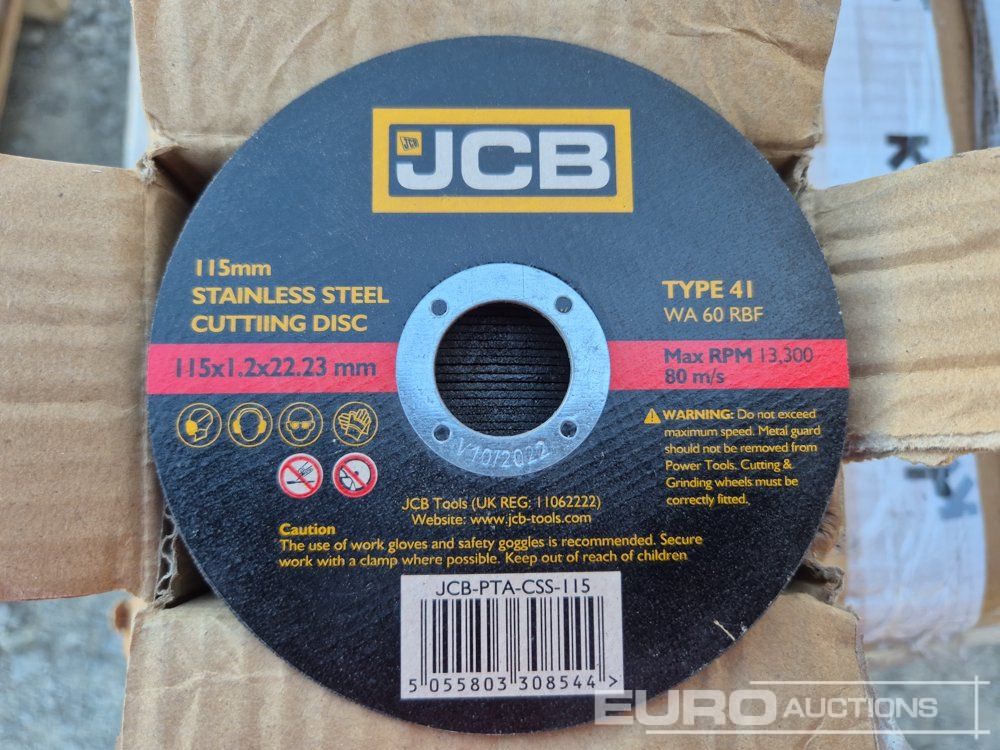 JCB
JCB
115mm
STAINLESS STEEL
CUTTIING DISC
115x1.2x22.23 mm
TYPE 41
WA 60 RBF
Max RPM 13,300
80 m/s
WARNING: Do not exceed
maximum speed. Metal guard
should not be removed from
Power Tools. Cutting &
Grinding wheels must be
correctly fitted.
V10/2022
JCB Tools (UK REG: 11062222)
Website: www.jcb-tools.com
Caution
The use of work gloves and safety goggles is recommended. Secure
work with a clamp where possible. Keep out of reach of children
JCB-PTA-CSS-115
5 055803 308544 >
EURO AUCTIONS